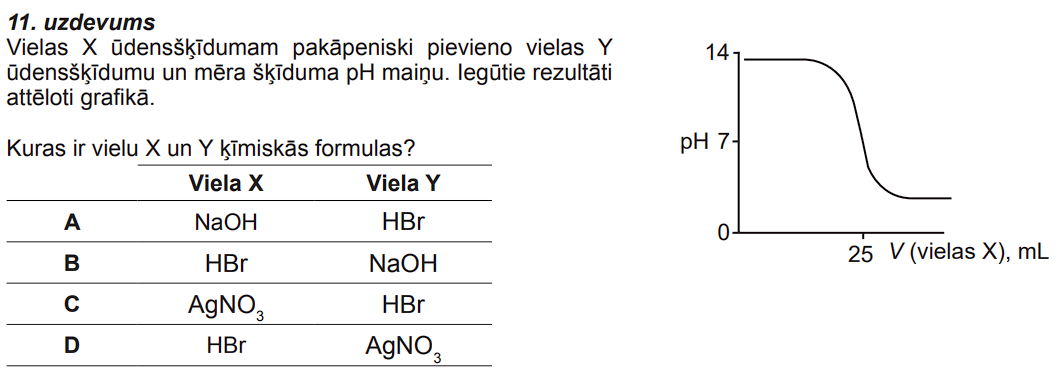 11. uzdevums
Vielas X ūdensšķīdumam pakāpeniski pievieno vielas Y
ūdensšķīdumu un mēra šķīduma pH maiņu. Iegūtie rezultāti
attēloti grafikā.
Kuras ir vielu X un Y ķīmiskās formulas?
Viela X Viela Y
A NaOH HBr
B HBr NaOH
C AgNO3 HBr
D HBr AgNO3
14
pH 7
0
25 V (vielas X), mL